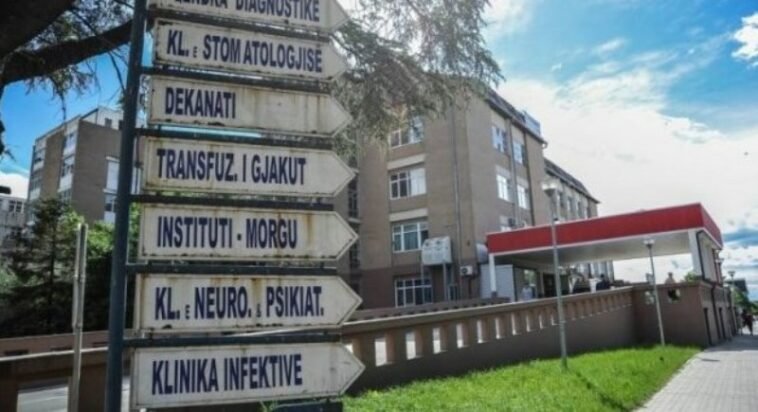 QENDRA DIAGNOSTIKE
KL. e STOMATOLOGJISË
DEKANATI
TRANSFUZ. I GJAKUT
INSTITUTI - MORGU
KL. e NEURO. & PSIKIAT.
KLINIKA INFEKTIVE